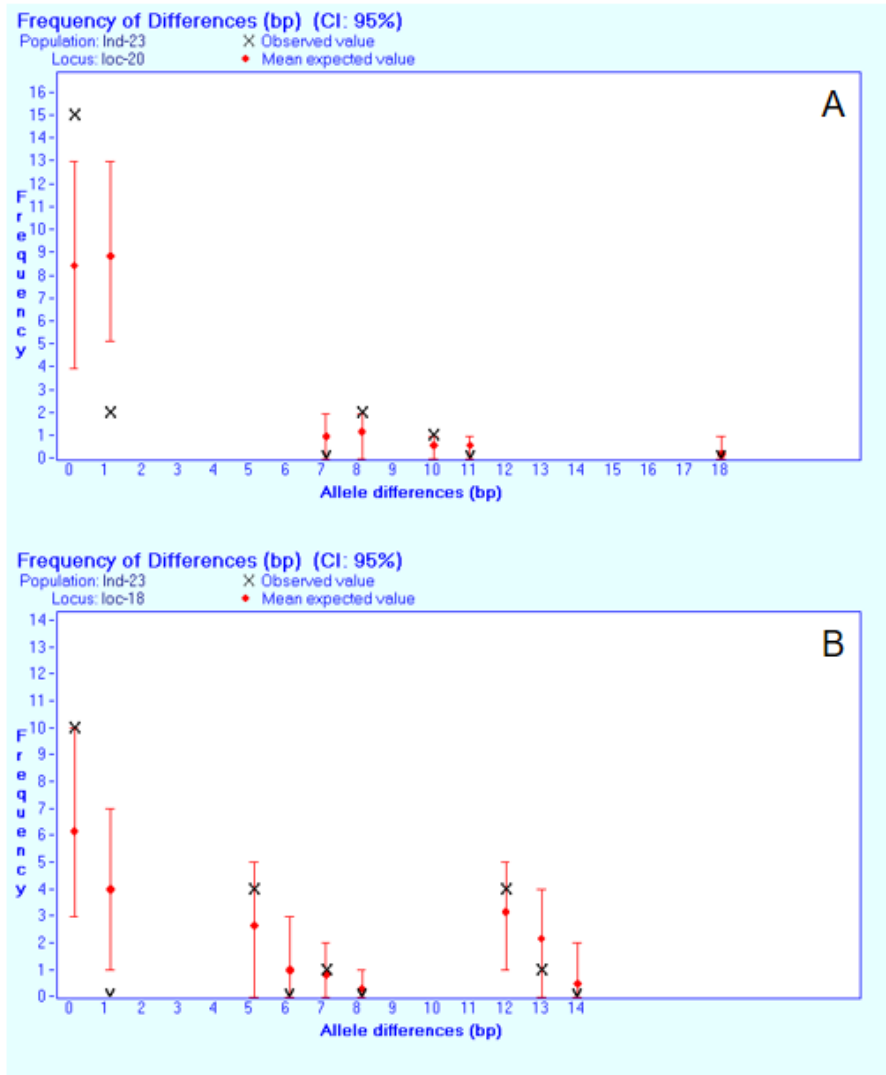 Frequency of Differences (bp) (CI: 95%)
Population: Ind-23 X Observed value
Locus: loc-20 ♦ Mean expected value
A
16
15
14
13
12
11
10
9
8
7
6
5
4
3
2
1
0
Frequency
0 1 2 3 4 5 6 7 8 9 10 11 12 13 14 15 16 17 18
Allele differences (bp)
Frequency of Differences (bp) (CI: 95%)
Population: Ind-23 X Observed value
Locus: loc-18 ♦ Mean expected value
B
14
13
12
11
10
9
8
7
6
5
4
3
2
1
0
Frequency
0 1 2 3 4 5 6 7 8 9 10 11 12 13 14
Allele differences (bp)